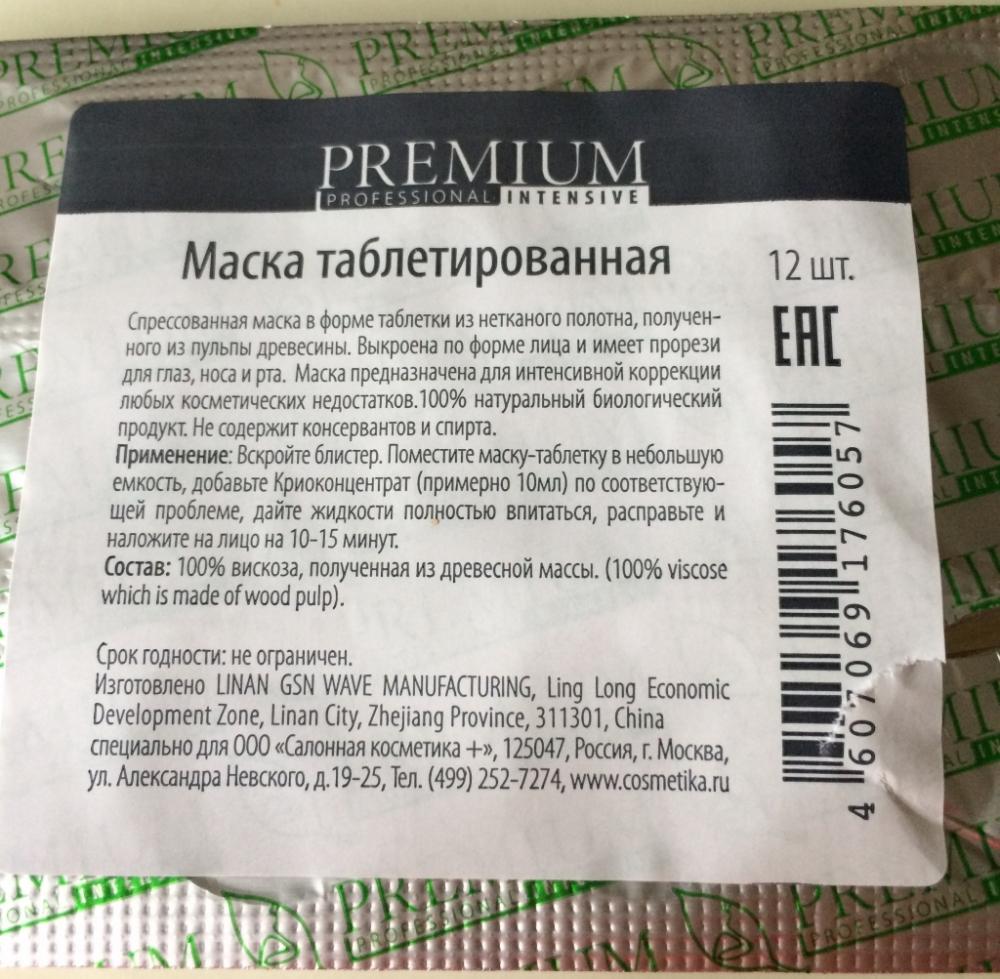 PREMIUM
PROFESSIONAL INTENSIVE
Маска таблетированная
12 шт.
EAC
Спрессованная маска в форме таблетки из нетканого полотна, получен-
ного из пульпы древесины. Выкроена по форме лица и имеет прорези
для глаз, носа и рта. Маска предназначена для интенсивной коррекции
любых косметических недостатков.100% натуральный биологический
продукт. Не содержит консервантов и спирта.
Применение: Вскройте блистер. Поместите маску-таблетку в небольшую
емкость, добавьте Криоконцентрат (примерно 10мл) по соответствую-
щей проблеме, дайте жидкости полностью впитаться, расправьте и
наложите на лицо на 10-15 минут.
Состав: 100% вискоза, полученная из древесной массы. (100% viscose
which is made of wood pulp).
Срок годности: не ограничен.
Изготовлено LINAN GSN WAVE MANUFACTURING, Ling Long Economic
Development Zone, Linan City, Zhejiang Province, 311301, China
специально для ООО «Салонная косметика +», 125047, Россия, г. Москва,
ул. Александра Невского, д.19-25, Тел. (499) 252-7274, www.cosmetika.ru
4 607069 176057